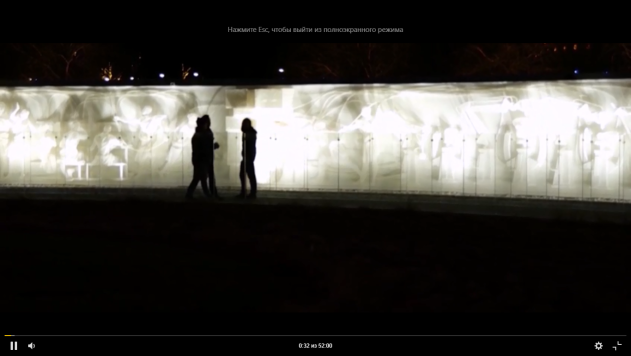 Нажмите Esc, чтобы выйти из полноэкранного режима
0:32 из 52:00